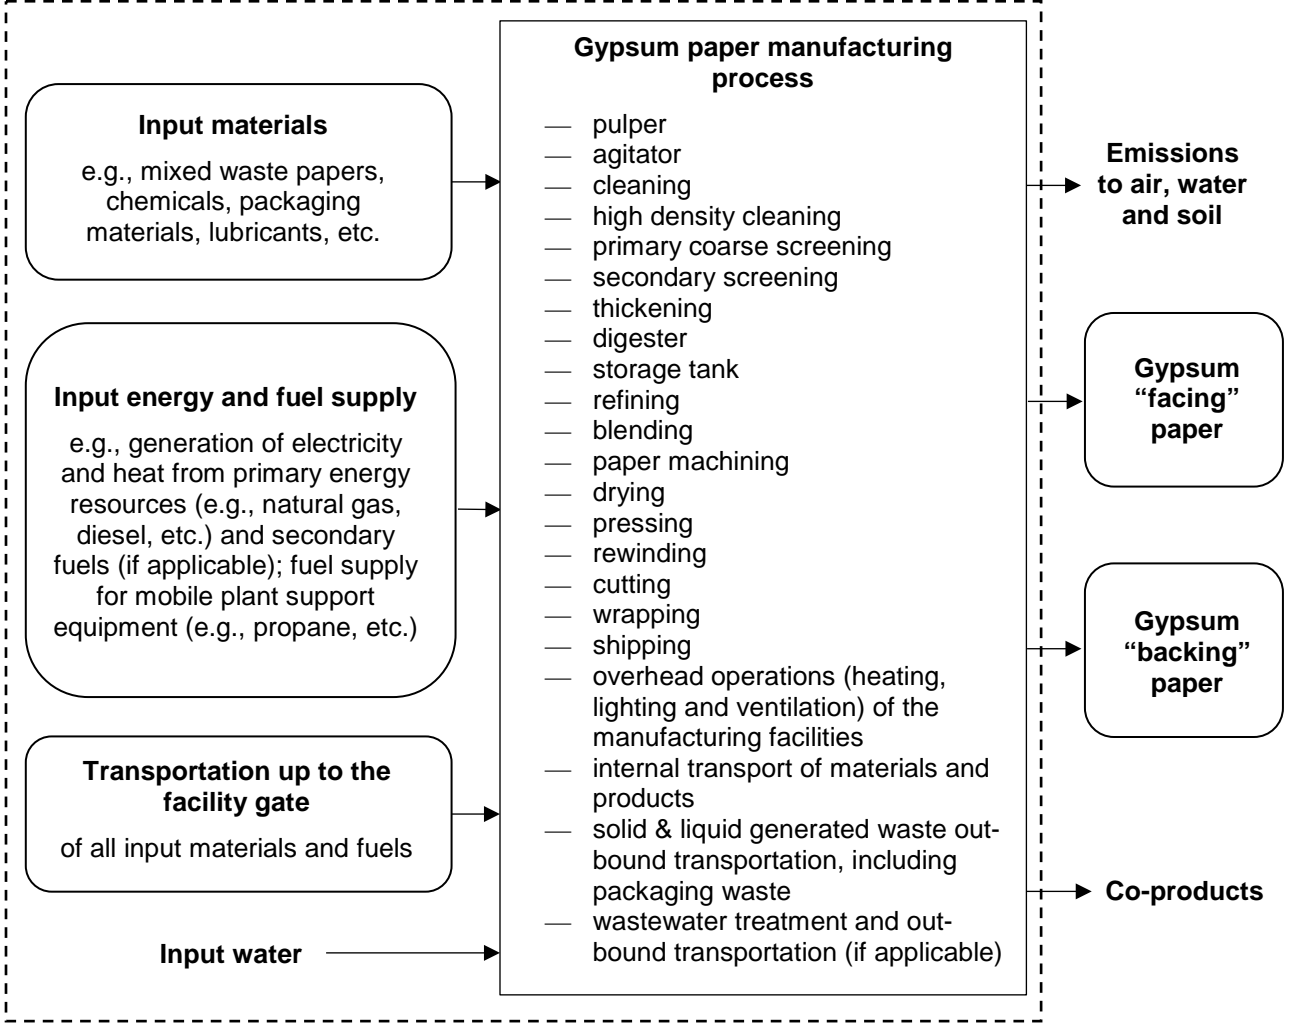 Input materials
e.g., mixed waste papers,
chemicals, packaging
materials, lubricants, etc.
Input energy and fuel supply
e.g., generation of electricity
and heat from primary energy
resources (e.g., natural gas,
diesel, etc.) and secondary
fuels (if applicable); fuel supply
for mobile plant support
equipment (e.g., propane, etc.)
Transportation up to the
facility gate
of all input materials and fuels
Input water
Gypsum paper manufacturing
process
— pulper
— agitator
— cleaning
— high density cleaning
— primary coarse screening
— secondary screening
— thickening
— digester
— storage tank
— refining
— blending
— paper machining
— drying
— pressing
— rewinding
— cutting
— wrapping
— shipping
— overhead operations (heating,
lighting and ventilation) of the
manufacturing facilities
— internal transport of materials and
products
— solid & liquid generated waste out-
bound transportation, including
packaging waste
— wastewater treatment and out-
bound transportation (if applicable)
Emissions
to air, water
and soil
Gypsum
“facing”
paper
Gypsum
“backing”
paper
Co-products